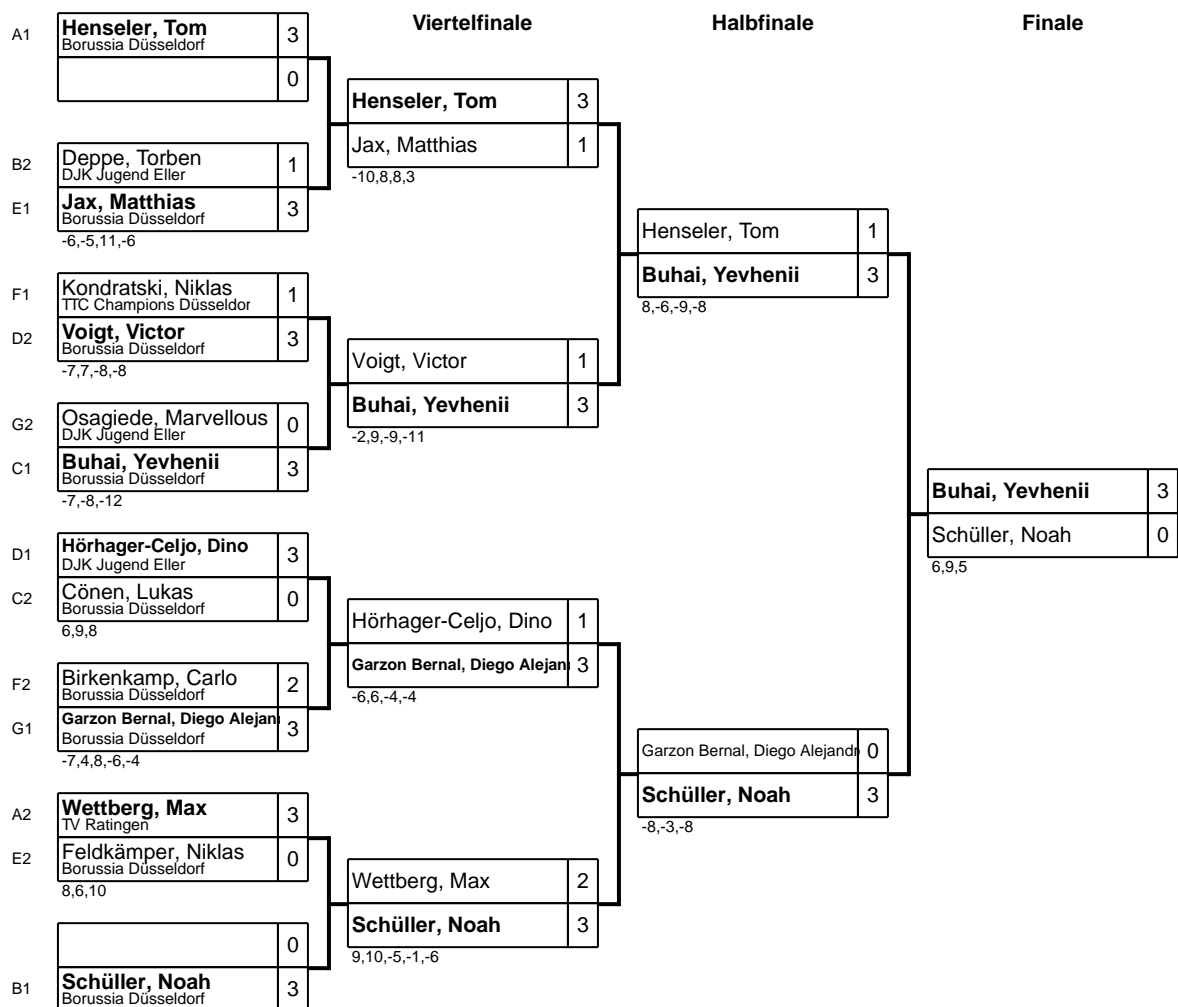 Viertelfinale
Halbfinale
Finale
A1
Henseler, Tom
Borussia Düsseldorf
3
0
B2
Deppe, Torben
DJK Jugend Eller
1
E1
Jax, Matthias
Borussia Düsseldorf
3
-6,-5,11,-6
F1
Kondratski, Niklas
TTC Champions Düsseldor
1
D2
Voigt, Victor
Borussia Düsseldorf
3
-7,7,-8,-8
G2
Osagiede, Marvellous
DJK Jugend Eller
0
C1
Buhai, Yevhenii
Borussia Düsseldorf
3
-7,-8,-12
D1
Hörhager-Celjo, Dino
DJK Jugend Eller
3
C2
Cönen, Lukas
Borussia Düsseldorf
0
6,9,8
F2
Birkenkamp, Carlo
Borussia Düsseldorf
2
G1
Garzon Bernal, Diego Alejan
Borussia Düsseldorf
3
-7,4,8,-6,-4
A2
Wettberg, Max
TV Ratingen
3
E2
Feldkämper, Niklas
Borussia Düsseldorf
0
8,6,10
0
B1
Schüller, Noah
Borussia Düsseldorf
3
Henseler, Tom 3
Jax, Matthias 1
-10,8,8,3
Voigt, Victor 1
Buhai, Yevhenii 3
-2,9,-9,-11
Hörhager-Celjo, Dino 1
Garzon Bernal, Diego Alejan 3
-6,6,-4,-4
Wettberg, Max 2
Schüller, Noah 3
9,10,-5,-1,-6
Henseler, Tom 1
Buhai, Yevhenii 3
8,-6,-9,-8
Garzon Bernal, Diego Alejandr 0
Schüller, Noah 3
-8,-3,-8
Buhai, Yevhenii 3
Schüller, Noah 0
6,9,5